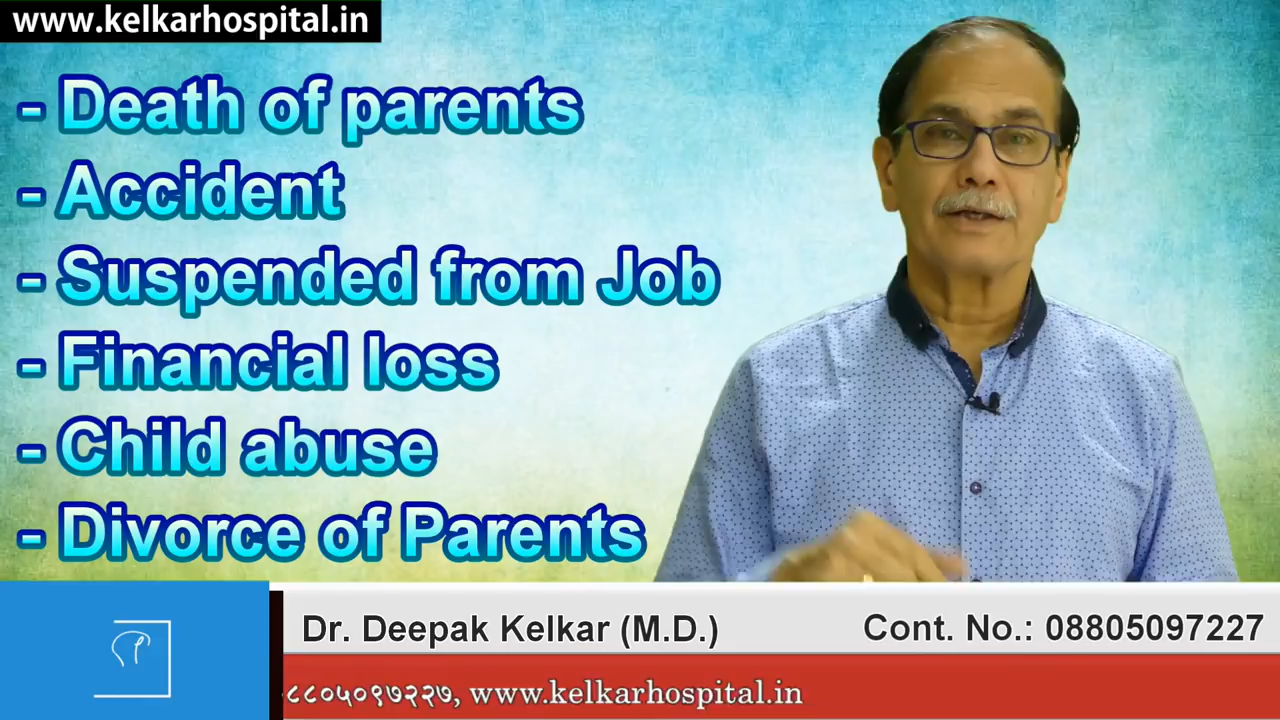 www.kelkarhospital.in
- Death of parents
- Accident
- Suspended from Job
- Financial loss
- Child abuse
- Divorce of Parents
Dr. Deepak Kelkar (M.D.)
Cont. No.: 08805097227
८८०५०९७२२७, www.kelkarhospital.in